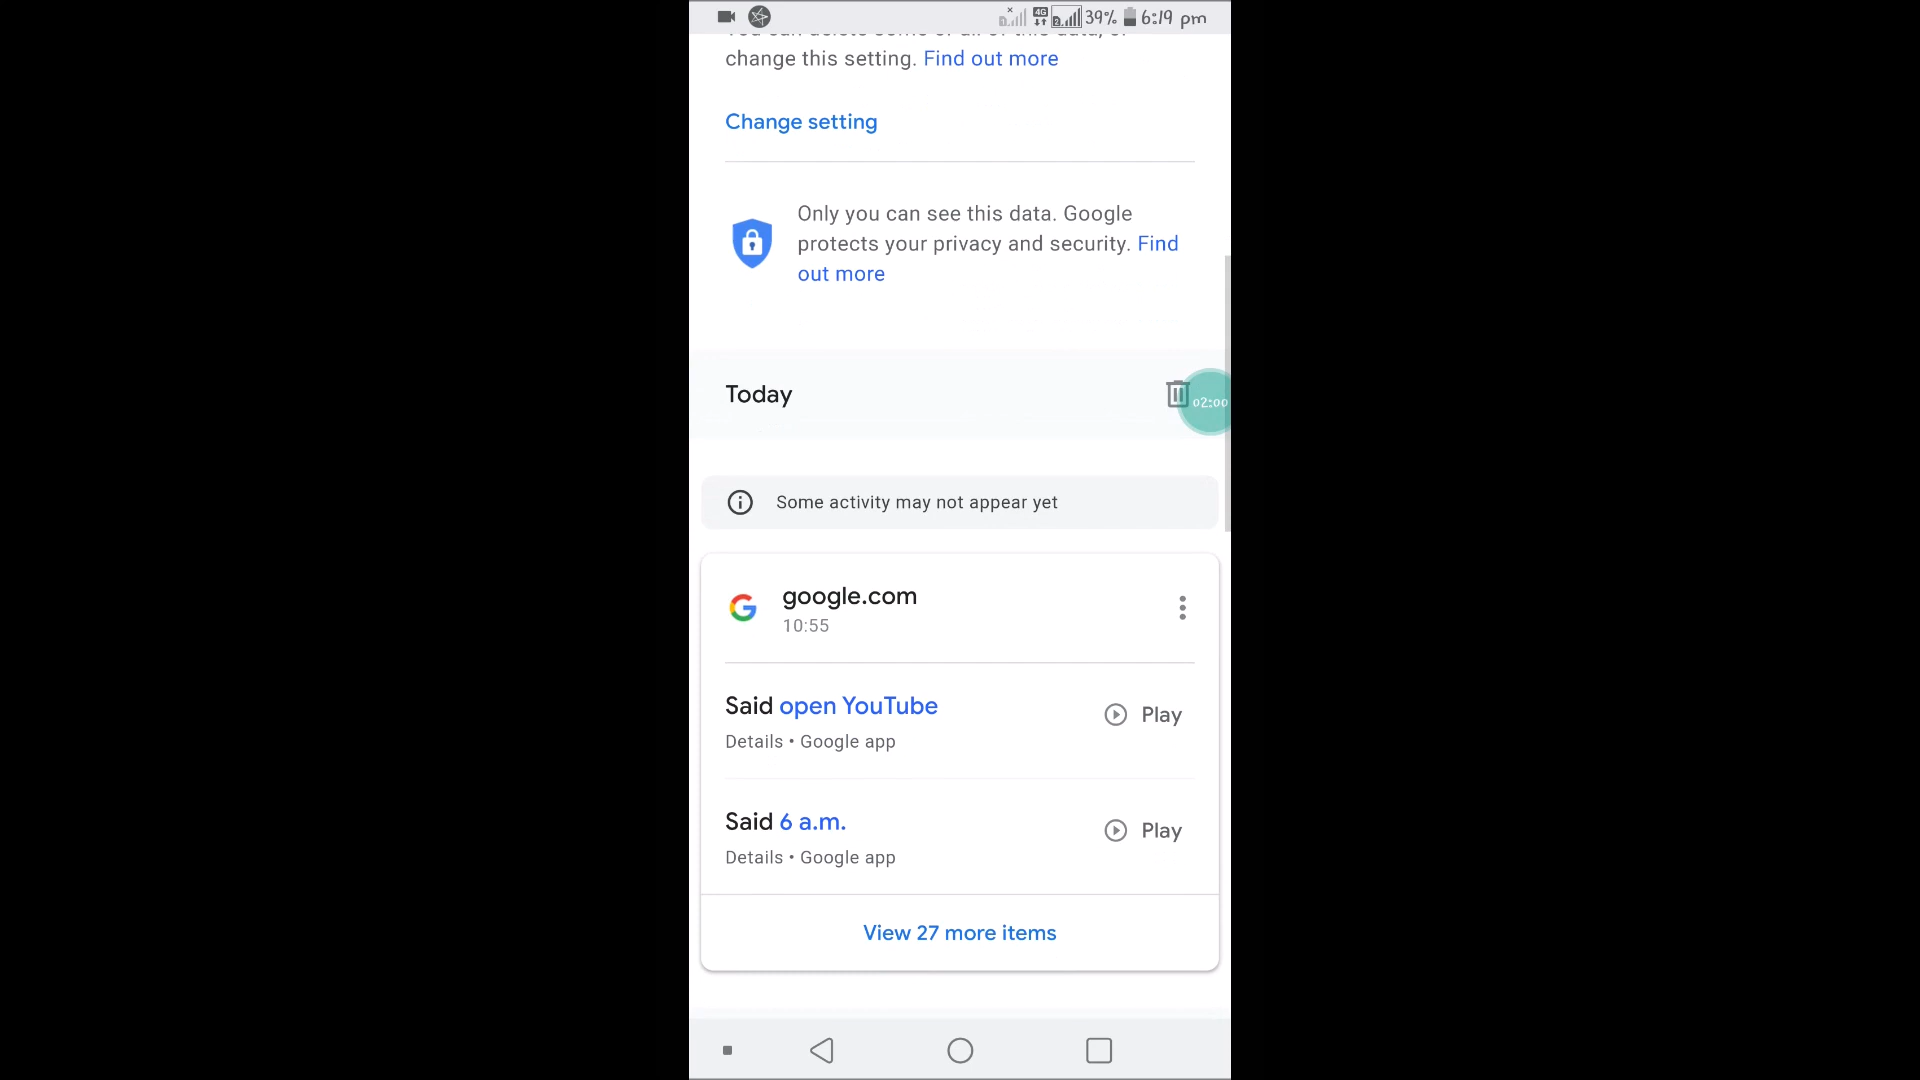 39% 6:19 pm
change this setting. Find out more
Change setting
Only you can see this data. Google
protects your privacy and security. Find
out more
Today
02:00
Some activity may not appear yet
google.com
10:55
Said open YouTube
Play
Details • Google app
Said 6 a.m.
Play
Details • Google app
View 27 more items